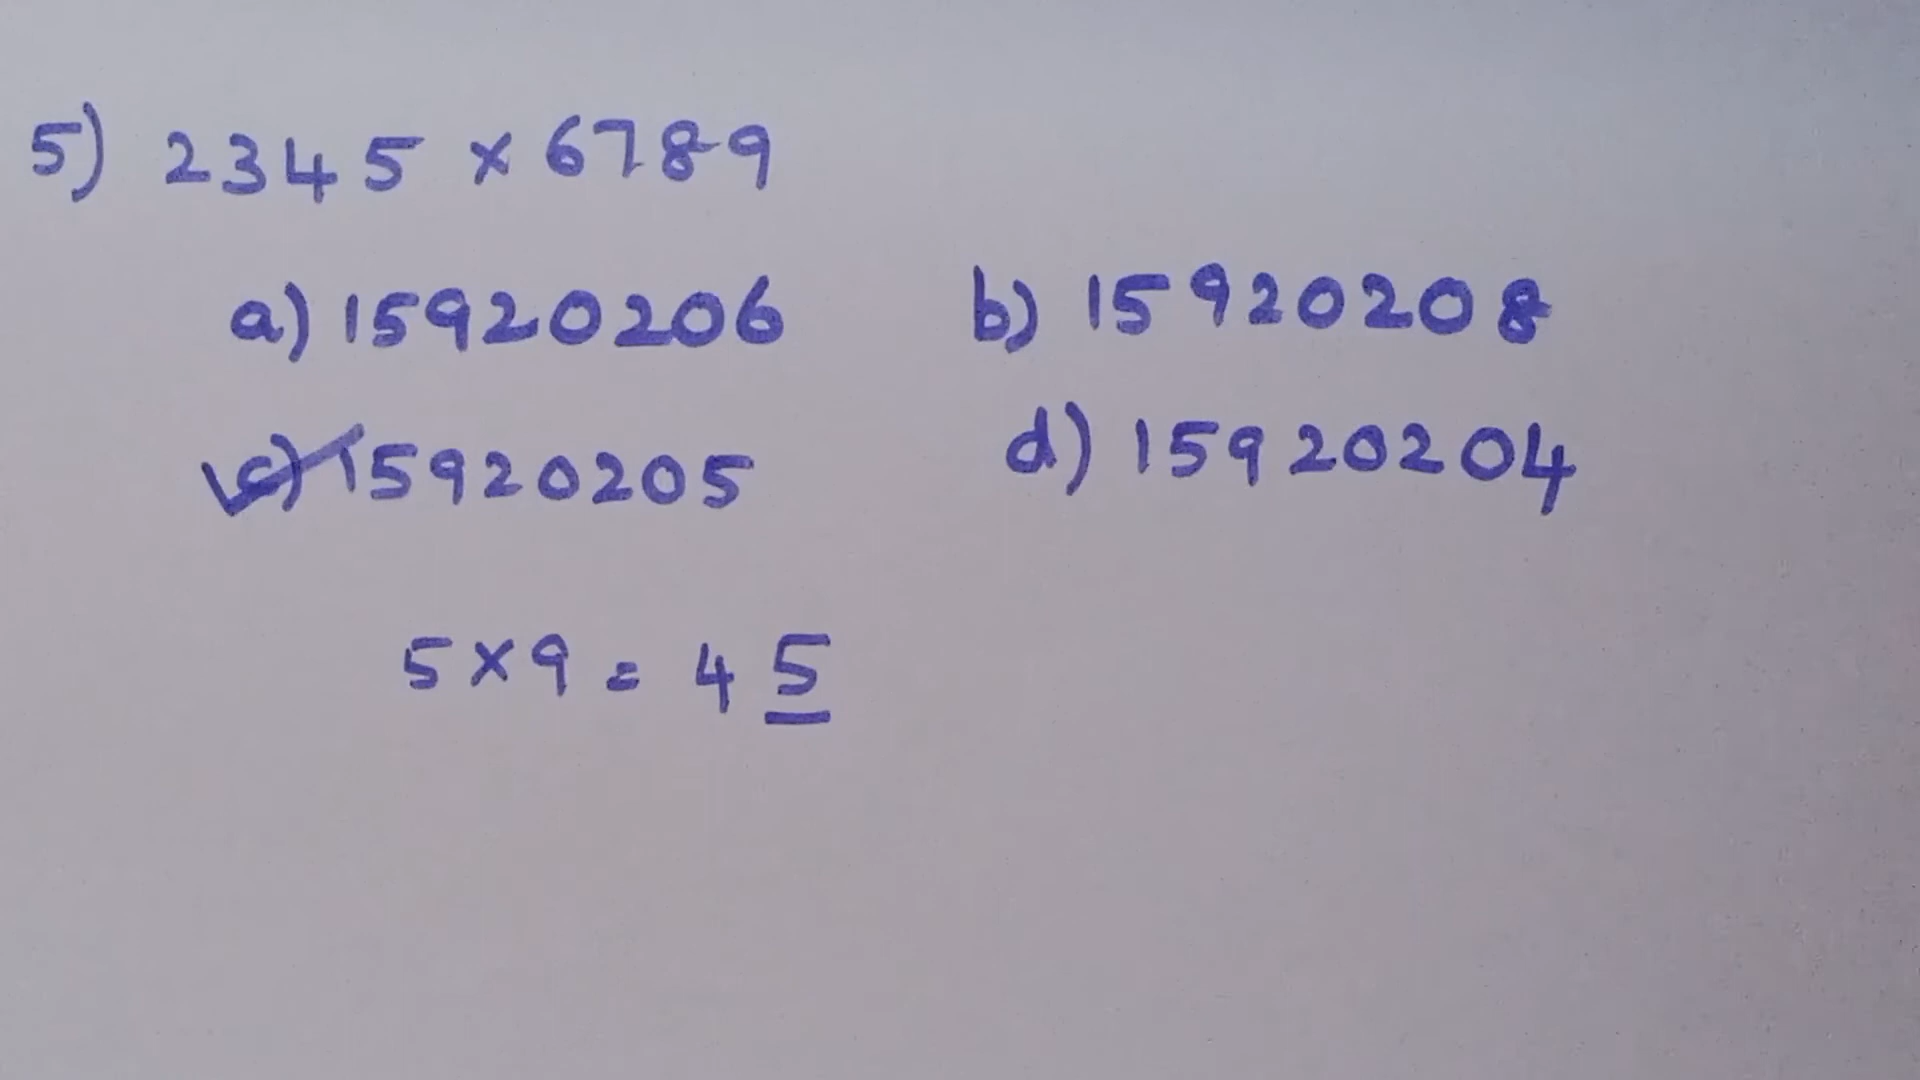 5) 2345 × 6789
a) 15920206 b) 15920208
c) 15920205 d) 15920204
5 × 9 = 45